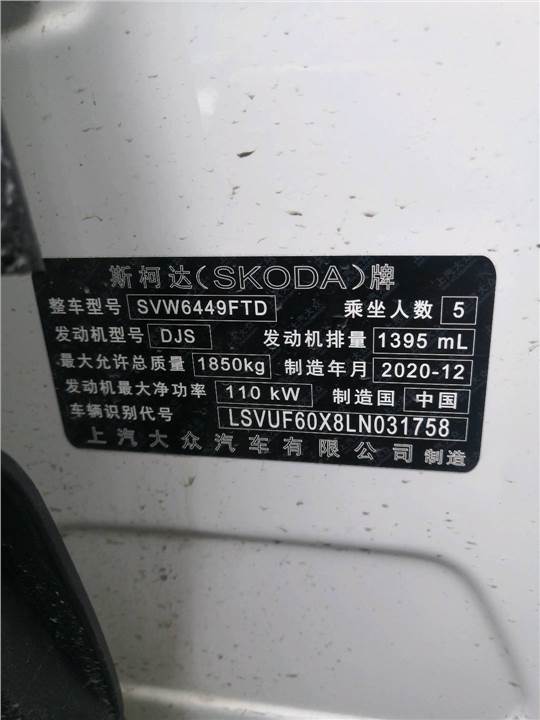 斯柯达(SKODA)牌
整车型号 SVW6449FTD 乘坐人数 5
发动机型号 DJS 发动机排量 1395 mL
最大允许总质量 1850kg 制造年月 2020-12
发动机最大净功率 110 kW 制造国 中国
车辆识别代号 LSVUF60X8LN031758
上汽大众汽车有限公司 制造